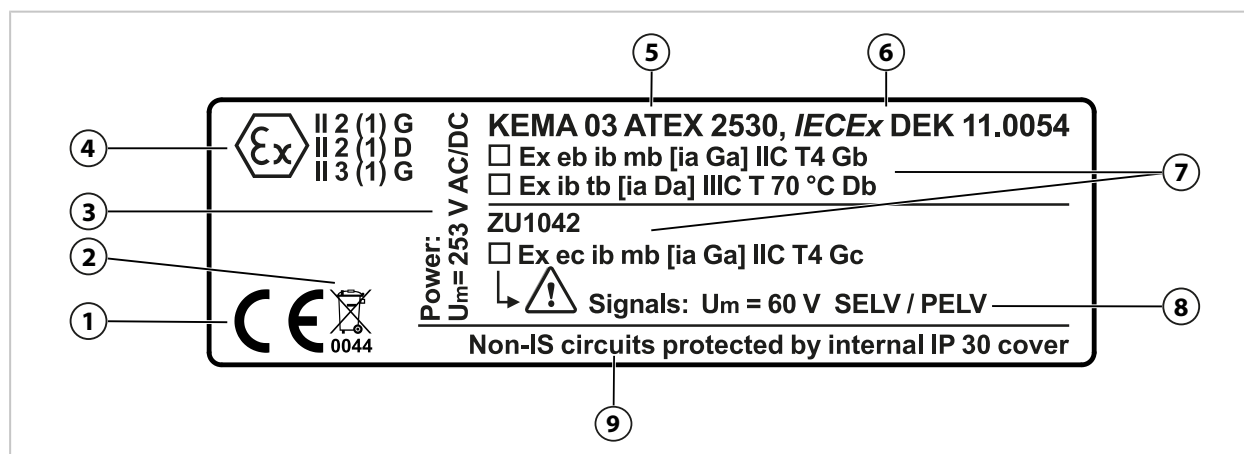 5 6
4 3 2 1
7 8
9
Ex II 2 (1) G
II 2 (1) D
II 3 (1) G
CE 0044
Power:
Um= 253 V AC/DC
KEMA 03 ATEX 2530, IECEx DEK 11.0054
☐ Ex eb ib mb [ia Ga] IIC T4 Gb
☐ Ex ib tb [ia Da] IIIC T 70 °C Db
ZU1042
☐ Ex ec ib mb [ia Ga] IIC T4 Gc
Signals: Um = 60 V SELV / PELV
Non-IS circuits protected by internal IP 30 cover